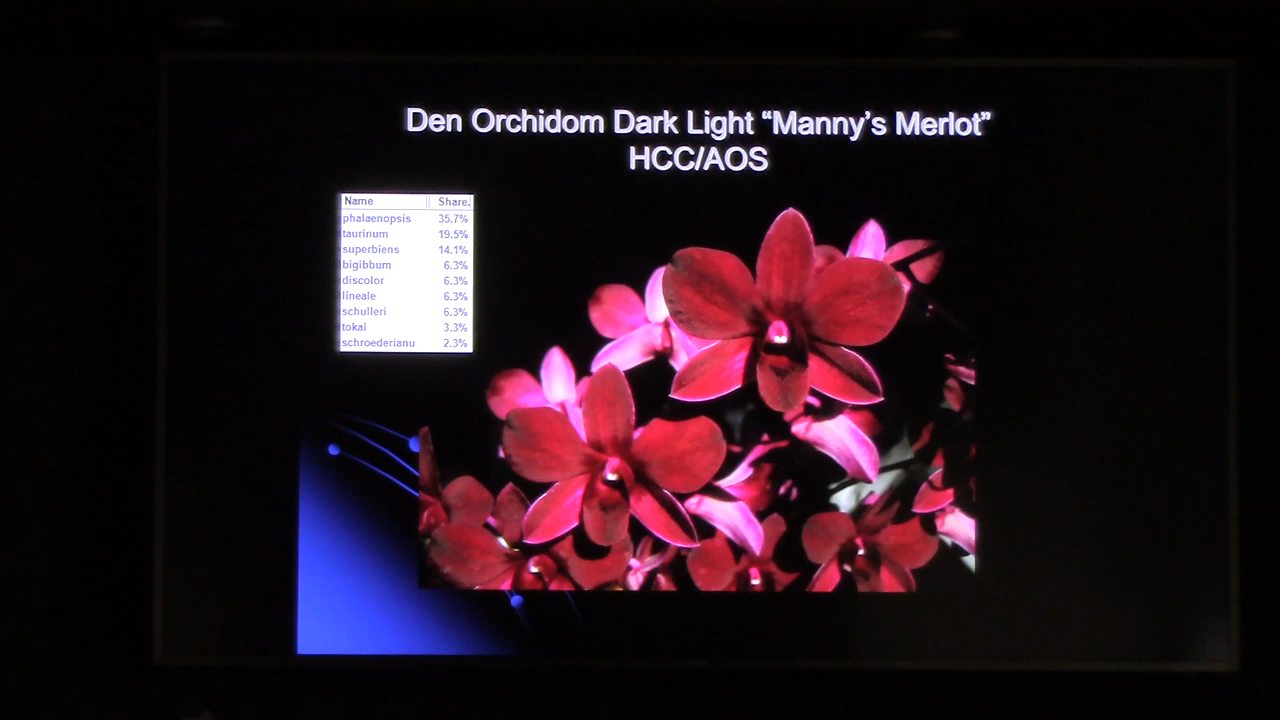 Den Orchidom Dark Light “Manny’s Merlot”
HCC/AOS
Name Share
phalaenopsis 35.7%
taurinum 19.5%
superbiens 14.1%
bigibbum 6.3%
discolor 6.3%
lineale 6.3%
schulleri 6.3%
tokai 3.3%
schroederianu 2.3%